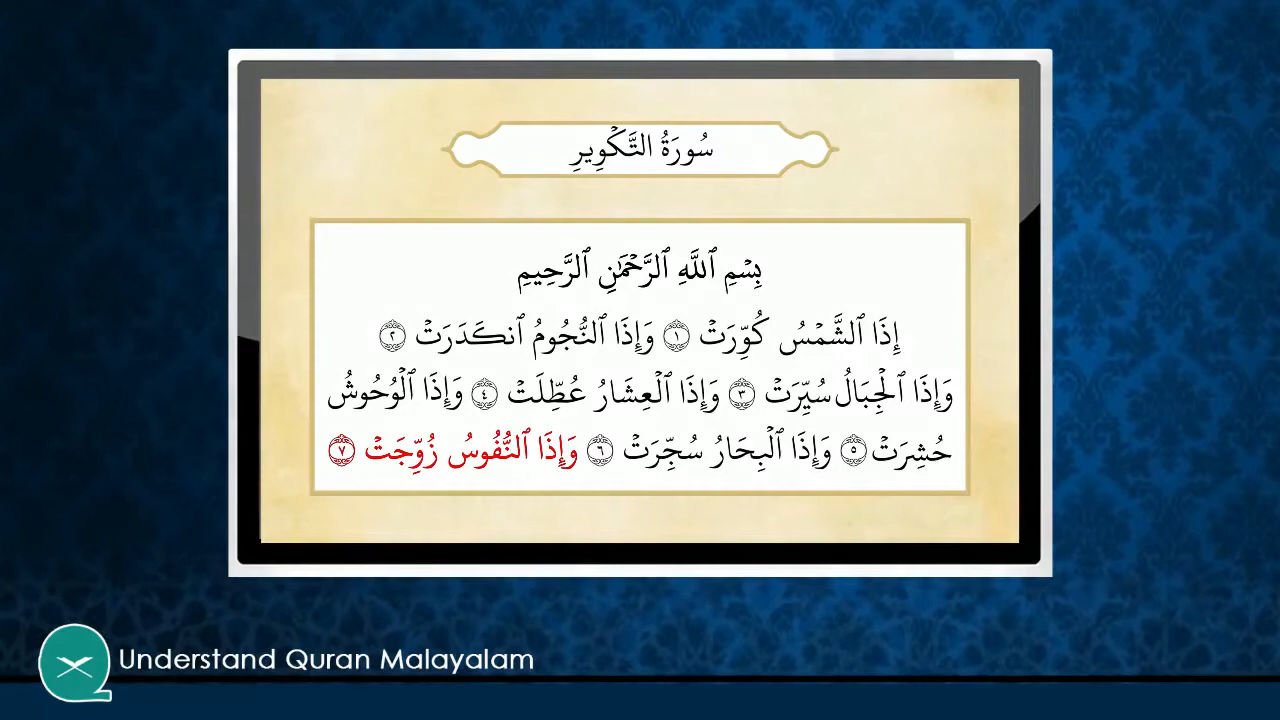 سُورَةُ التَّكْوِيرِ
بِسْمِ ٱللَّهِ ٱلرَّحْمَٰنِ ٱلرَّحِيمِ
إِذَا ٱلشَّمْسُ كُوِّرَتْ ١ وَإِذَا ٱلنُّجُومُ ٱنكَدَرَتْ ٢
وَإِذَا ٱلْجِبَالُ سُيِّرَتْ ٣ وَإِذَا ٱلْعِشَارُ عُطِّلَتْ ٤ وَإِذَا ٱلْوُحُوشُ
حُشِرَتْ ٥ وَإِذَا ٱلْبِحَارُ سُجِّرَتْ ٦ وَإِذَا ٱلنُّفُوسُ زُوِّجَتْ ٧
Understand Quran Malayalam